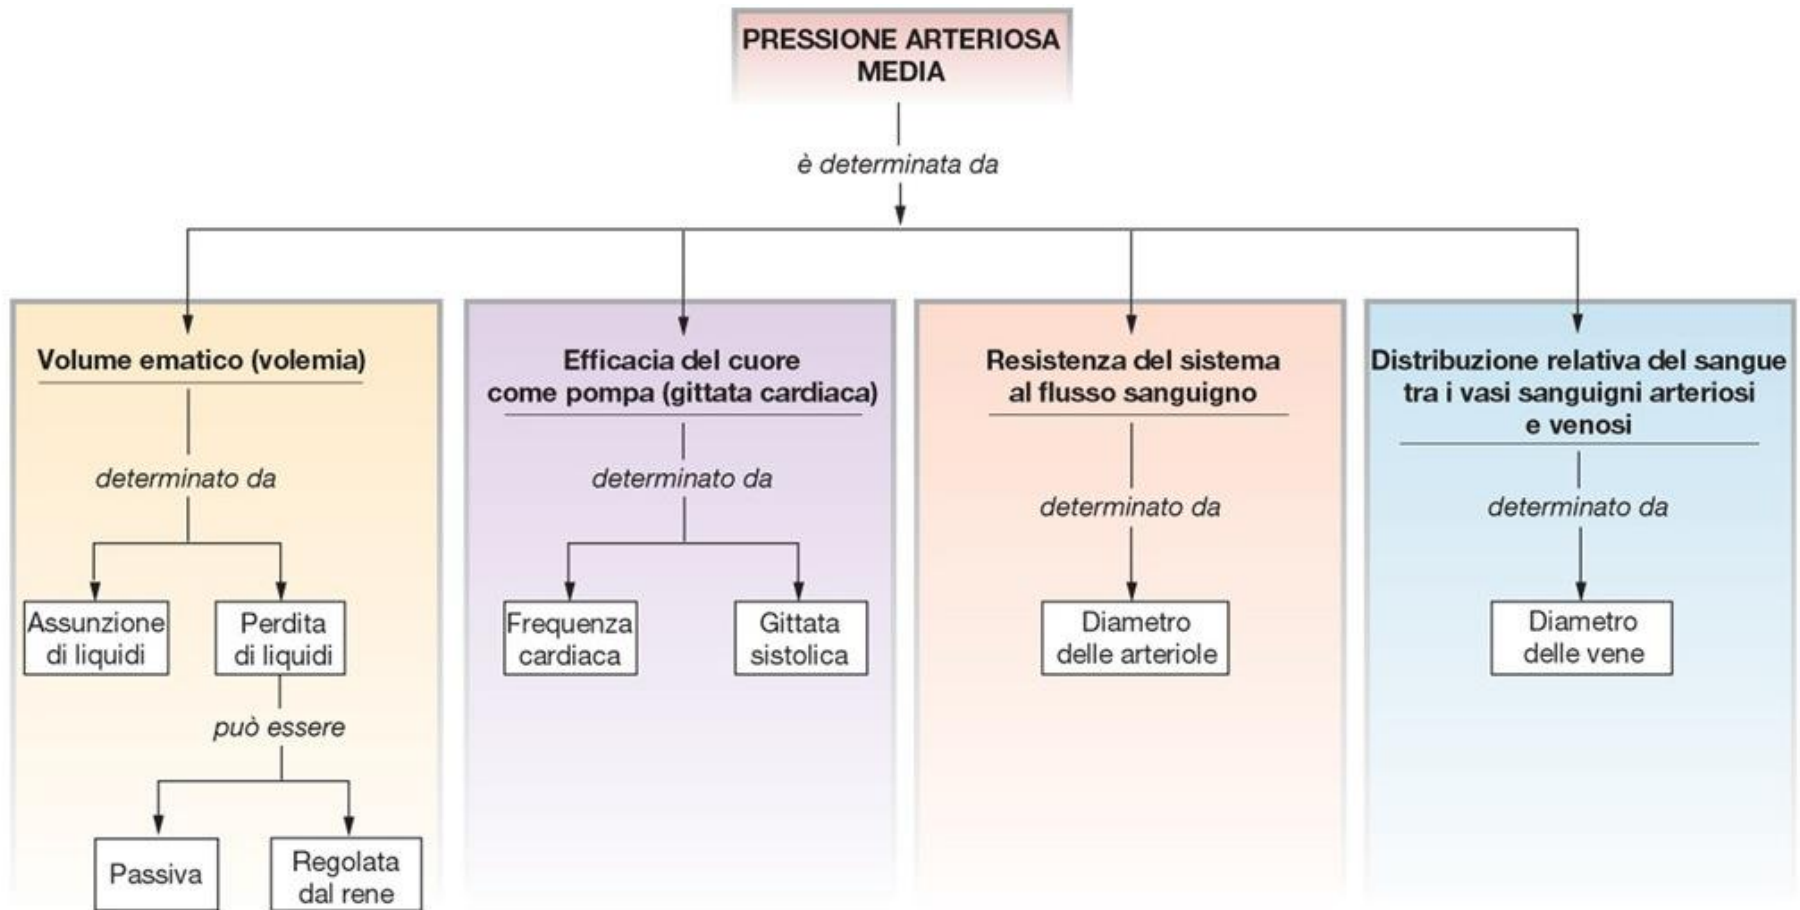 PRESSIONE ARTERIOSA
MEDIA
è determinata da
Volume ematico (volemia)
determinato da
Assunzione
di liquidi
Perdita
di liquidi
può essere
Passiva
Regolata
dal rene
Efficacia del cuore
come pompa (gittata cardiaca)
determinato da
Frequenza
cardiaca
Gittata
sistolica
Resistenza del sistema
al flusso sanguigno
determinato da
Diametro
delle arteriole
Distribuzione relativa del sangue
tra i vasi sanguigni arteriosi
e venosi
determinato da
Diametro
delle vene